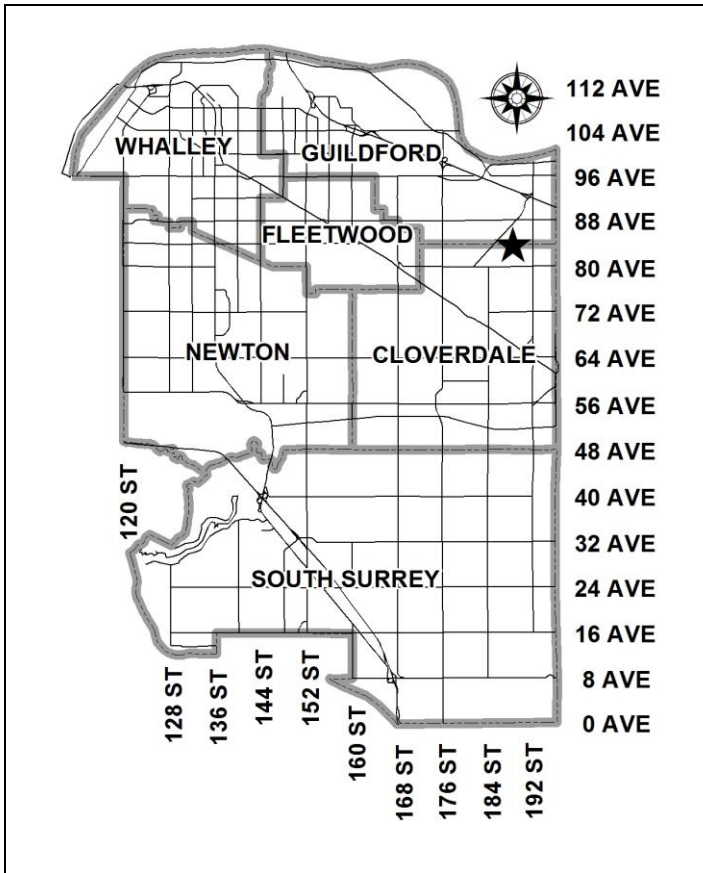 112 AVE
104 AVE
WHALLEY
GUILDFORD
96 AVE
88 AVE
FLEETWOOD
80 AVE
72 AVE
NEWTON
CLOVERDALE
64 AVE
56 AVE
48 AVE
120 ST
40 AVE
32 AVE
SOUTH SURREY
24 AVE
16 AVE
8 AVE
0 AVE
128 ST
136 ST
144 ST
152 ST
160 ST
168 ST
176 ST
184 ST
192 ST